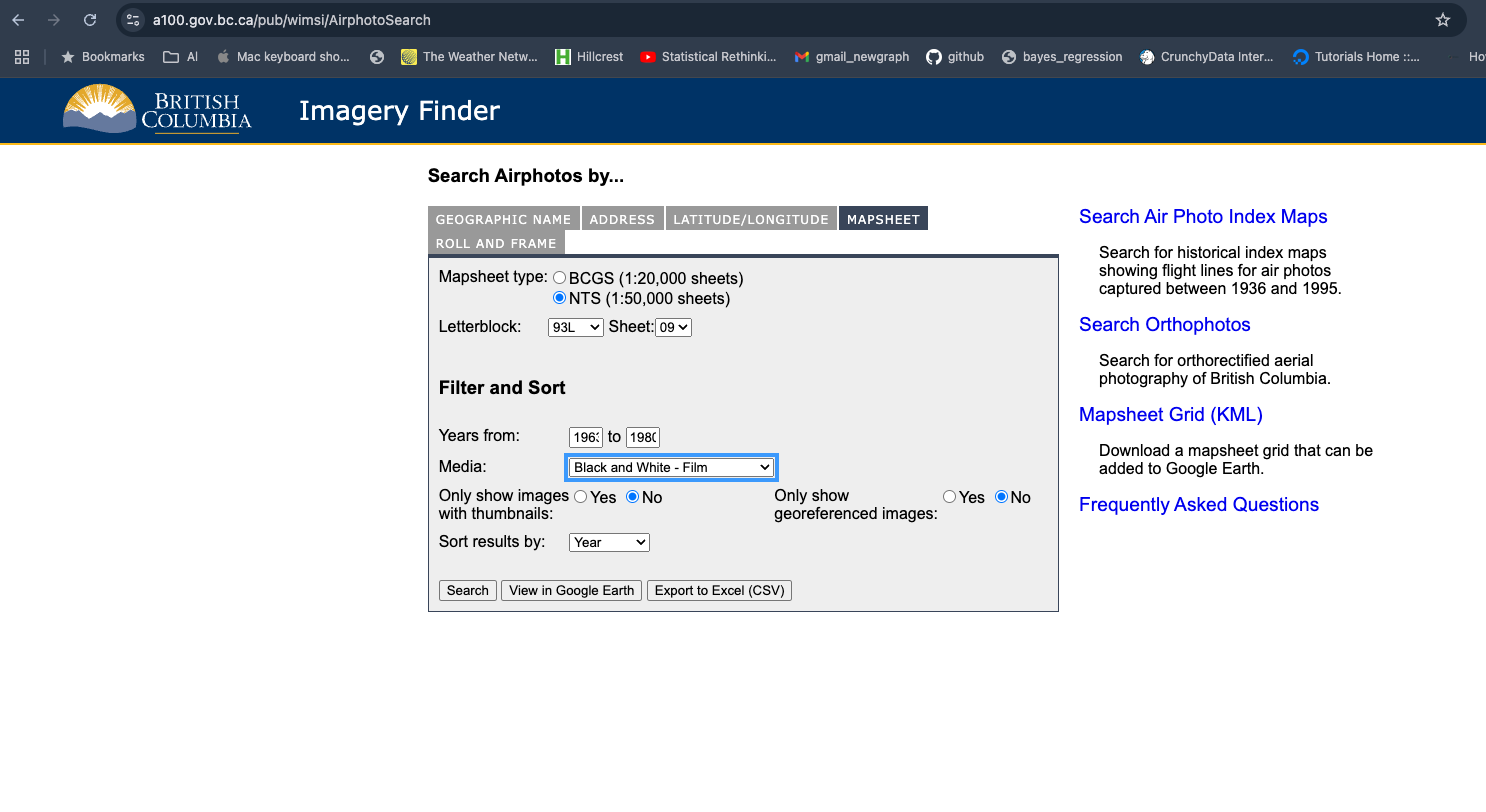 a100.gov.bc.ca/pub/wimsi/AirphotoSearch
Bookmarks AI Mac keyboard sho... The Weather Netw... Hillcrest Statistical Rethinki... gmail_newgraph github bayes_regression CrunchyData Inter... Tutorials Home ::... Ho
BRITISH
COLUMBIA
Imagery Finder
Search Airphotos by...
GEOGRAPHIC NAME ADDRESS LATITUDE/LONGITUDE MAPSHEET
ROLL AND FRAME
Mapsheet type: BCGS (1:20,000 sheets)
NTS (1:50,000 sheets)
Letterblock: 93L Sheet: 09
Filter and Sort
Years from: 1963 to 1980
Media: Black and White - Film
Only show images with thumbnails: Yes No
Only show georeferenced images: Yes No
Sort results by: Year
Search View in Google Earth Export to Excel (CSV)
Search Air Photo Index Maps
Search for historical index maps
showing flight lines for air photos
captured between 1936 and 1995.
Search Orthophotos
Search for orthorectified aerial
photography of British Columbia.
Mapsheet Grid (KML)
Download a mapsheet grid that can be
added to Google Earth.
Frequently Asked Questions